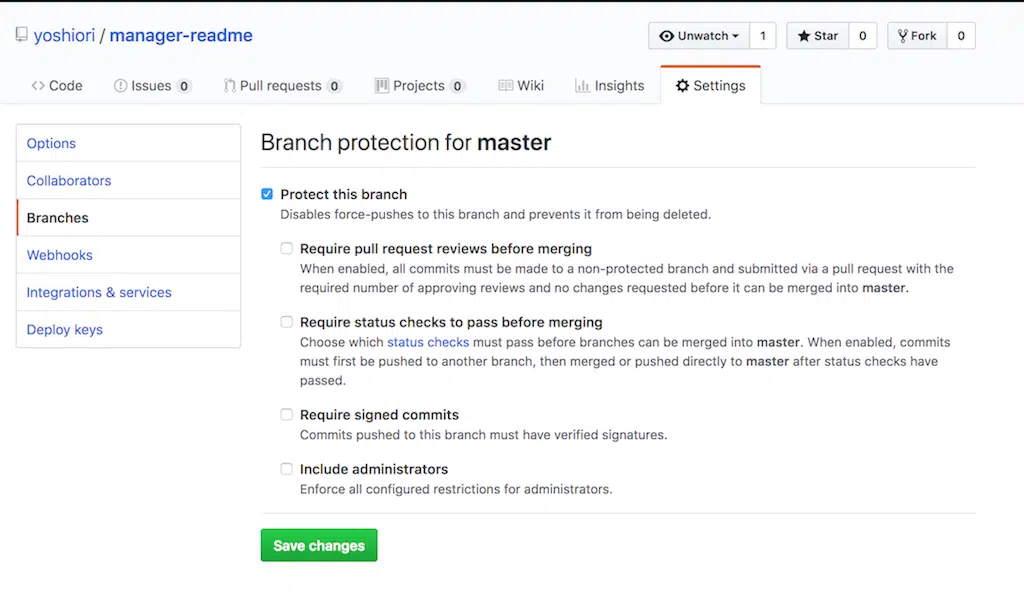 yoshiori / manager-readme
Unwatch 1 Star 0 Fork 0
Code Issues 0 Pull requests 0 Projects 0 Wiki Insights Settings
Options
Collaborators
Branches
Webhooks
Integrations & services
Deploy keys
Branch protection for master
Protect this branch
Disables force-pushes to this branch and prevents it from being deleted.
Require pull request reviews before merging
When enabled, all commits must be made to a non-protected branch and submitted via a pull request with the
required number of approving reviews and no changes requested before it can be merged into master.
Require status checks to pass before merging
Choose which status checks must pass before branches can be merged into master. When enabled, commits
must first be pushed to another branch, then merged or pushed directly to master after status checks have
passed.
Require signed commits
Commits pushed to this branch must have verified signatures.
Include administrators
Enforce all configured restrictions for administrators.
Save changes